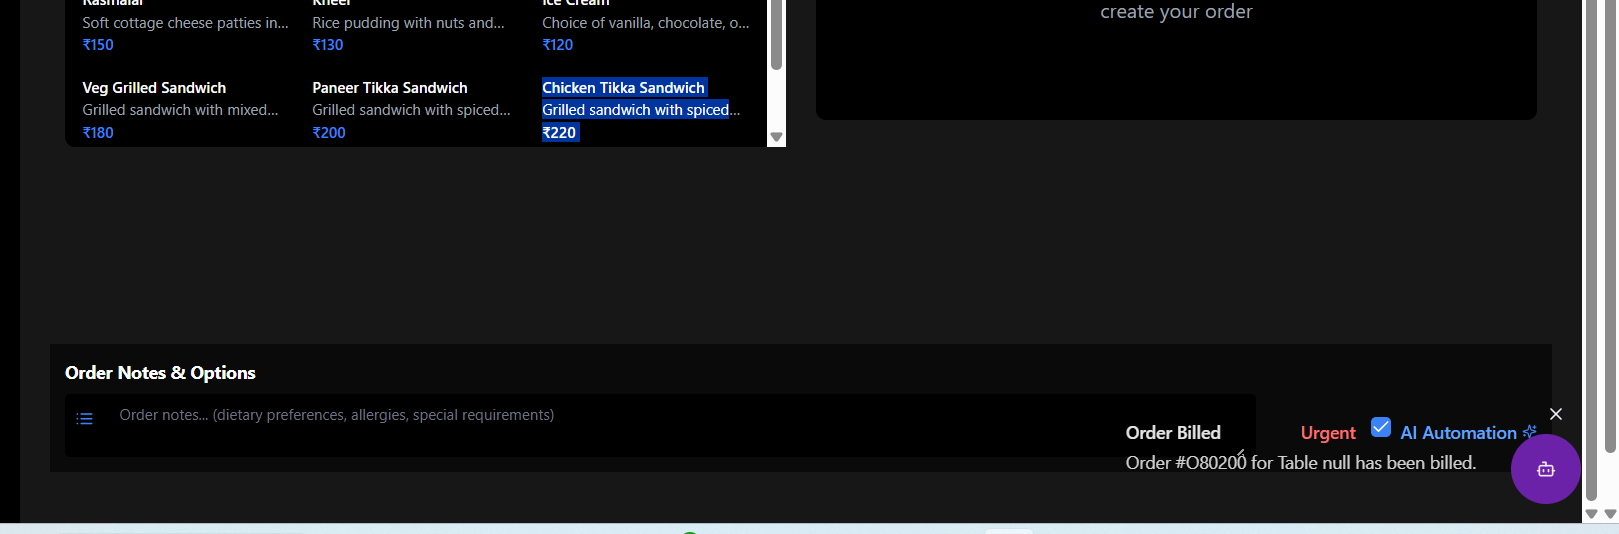 Rasmalai
Kheer
Ice Cream
Soft cottage cheese patties in...
Rice pudding with nuts and...
Choice of vanilla, chocolate, o...
₹150
₹130
₹120
Veg Grilled Sandwich
Paneer Tikka Sandwich
Chicken Tikka Sandwich
Grilled sandwich with mixed...
Grilled sandwich with spiced...
Grilled sandwich with spiced...
₹180
₹200
₹220
create your order
Order Notes & Options
Order notes... (dietary preferences, allergies, special requirements)
Urgent
AI Automation
Order Billed
Order #O80200 for Table null has been billed.